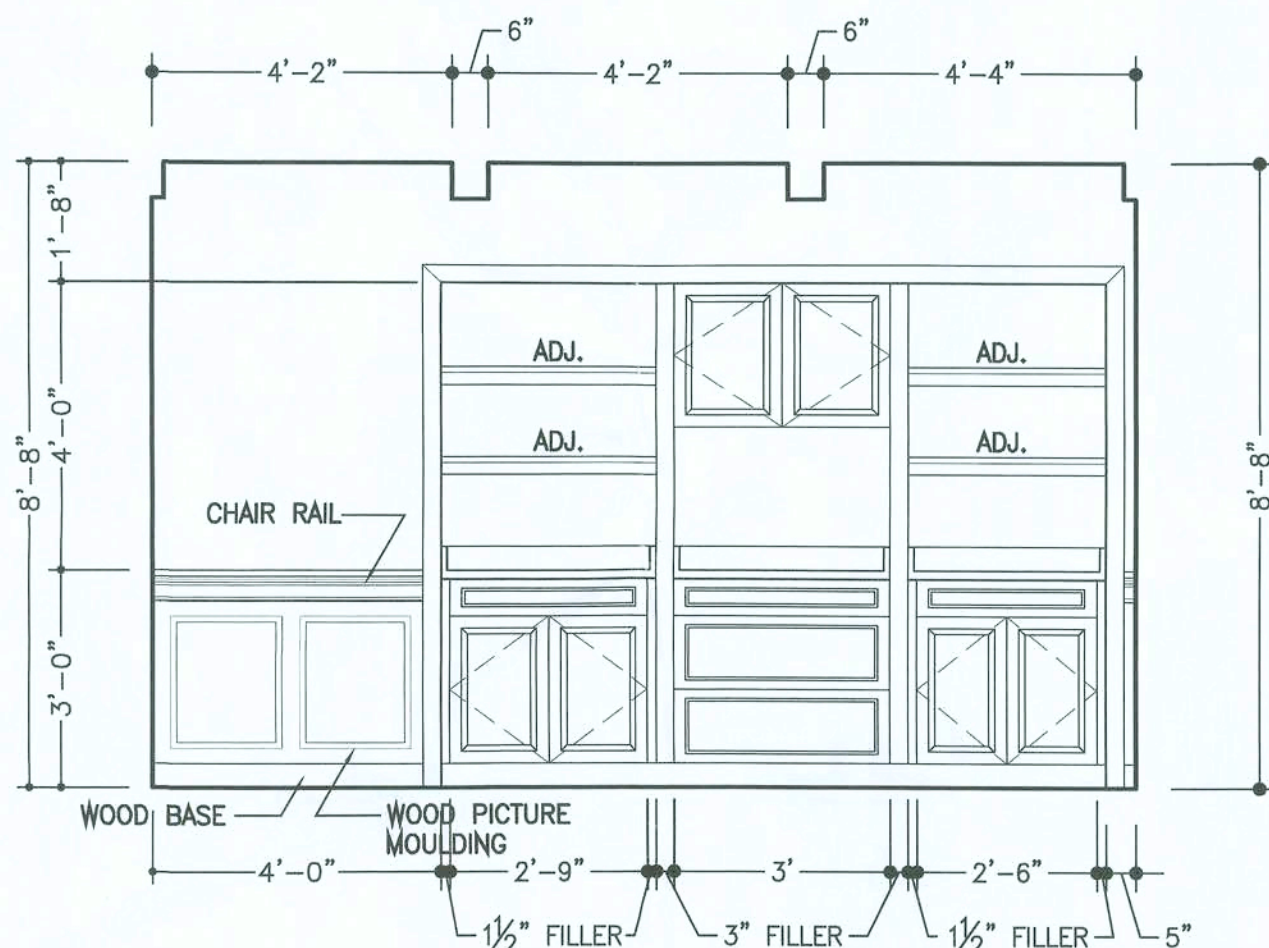 6"
6"
4'-2"
4'-2"
4'-4"
1'-8"
ADJ.
ADJ.
4'-0"
8'-8"
8'-8"
ADJ.
ADJ.
CHAIR RAIL
3'-0"
WOOD BASE
WOOD PICTURE
MOULDING
4'-0"
2'-9"
3'
2'-6"
1½" FILLER
3" FILLER
1½" FILLER
5"